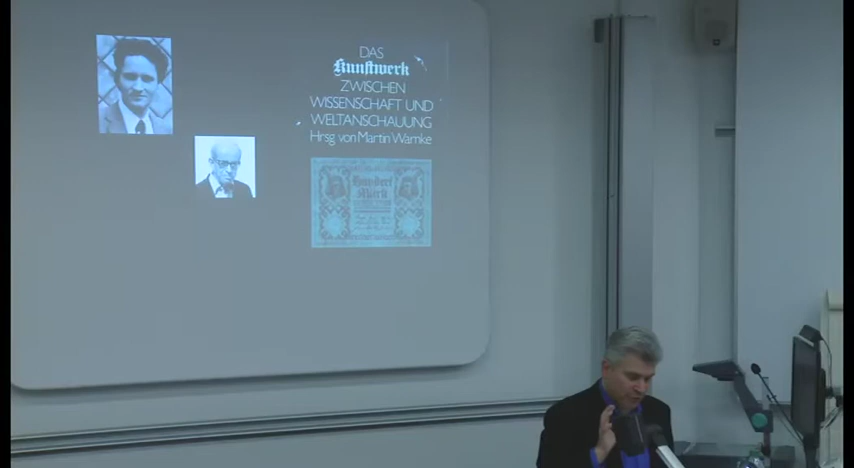 DAS
Kunstwerk
ZWISCHEN
WISSENSCHAFT UND
WELTANSCHAUUNG
Hrsg von Martin Warnke
Hundert
Mark